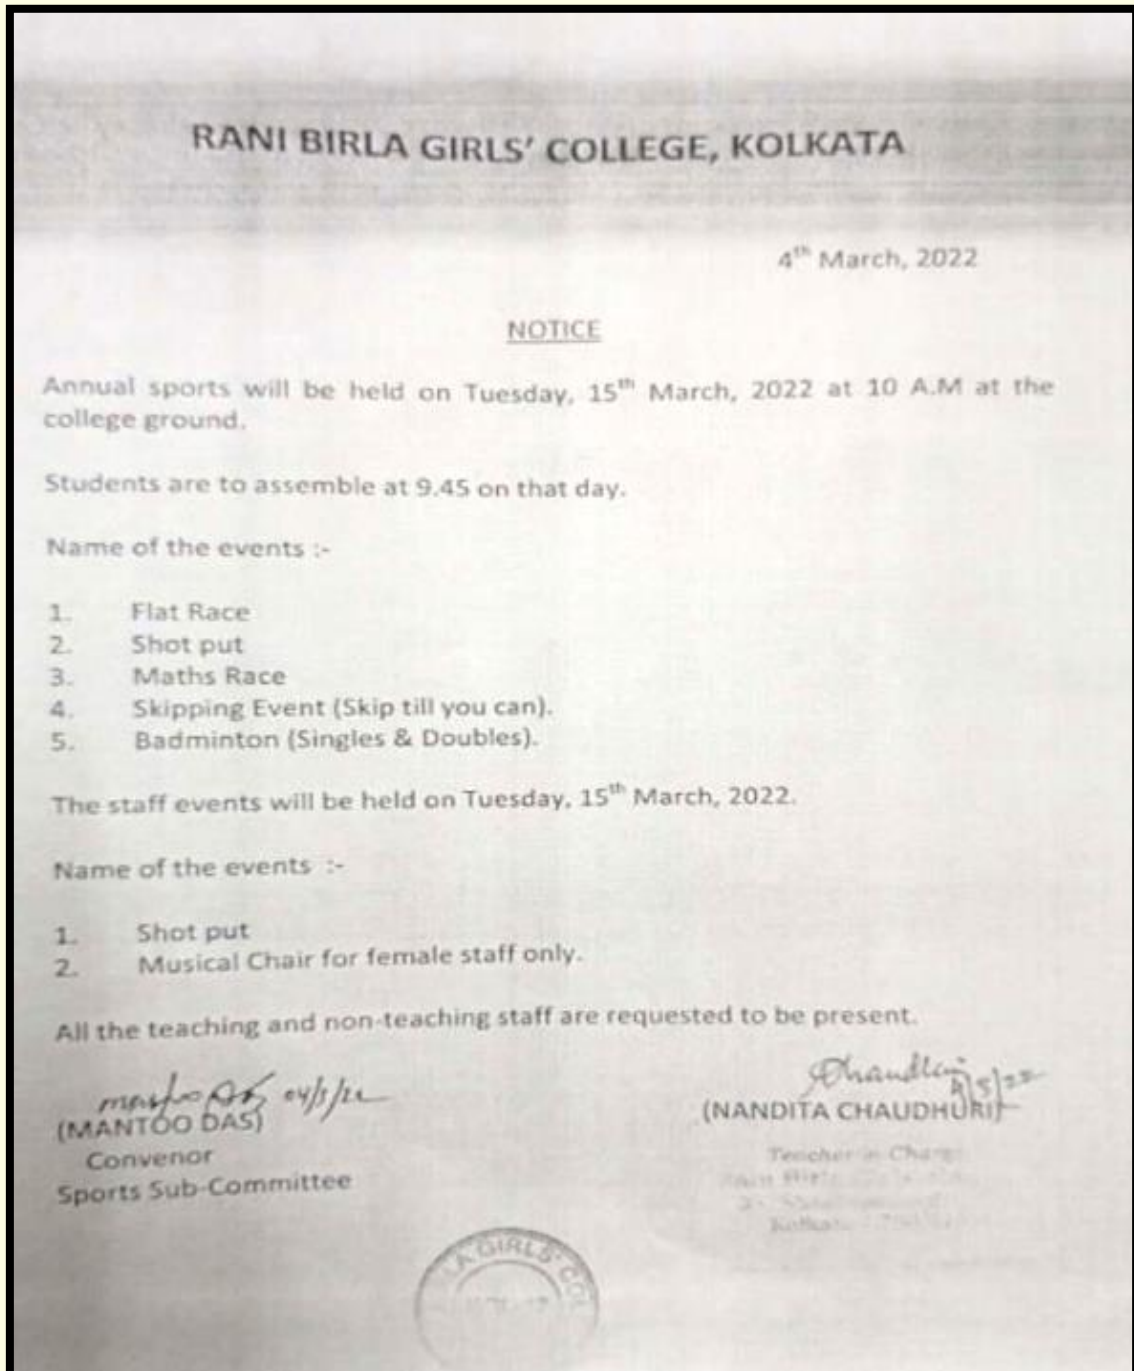 RANI BIRLA GIRLS' COLLEGE, KOLKATA
4th March, 2022
NOTICE
Annual sports will be held on Tuesday, 15th March, 2022 at 10 A.M at the
college ground.
Students are to assemble at 9.45 on that day.
Name of the events :-
1. Flat Race
2. Shot put
3. Maths Race
4. Skipping Event (Skip till you can).
5. Badminton (Singles & Doubles).
The staff events will be held on Tuesday, 15th March, 2022.
Name of the events :-
1. Shot put
2. Musical Chair for female staff only.
All the teaching and non-teaching staff are requested to be present.
04/3/22
(MANTOO DAS)
(NANDITA CHAUDHURI)
Convenor
Teacher in
Sports Sub-Committee
GIRLS'